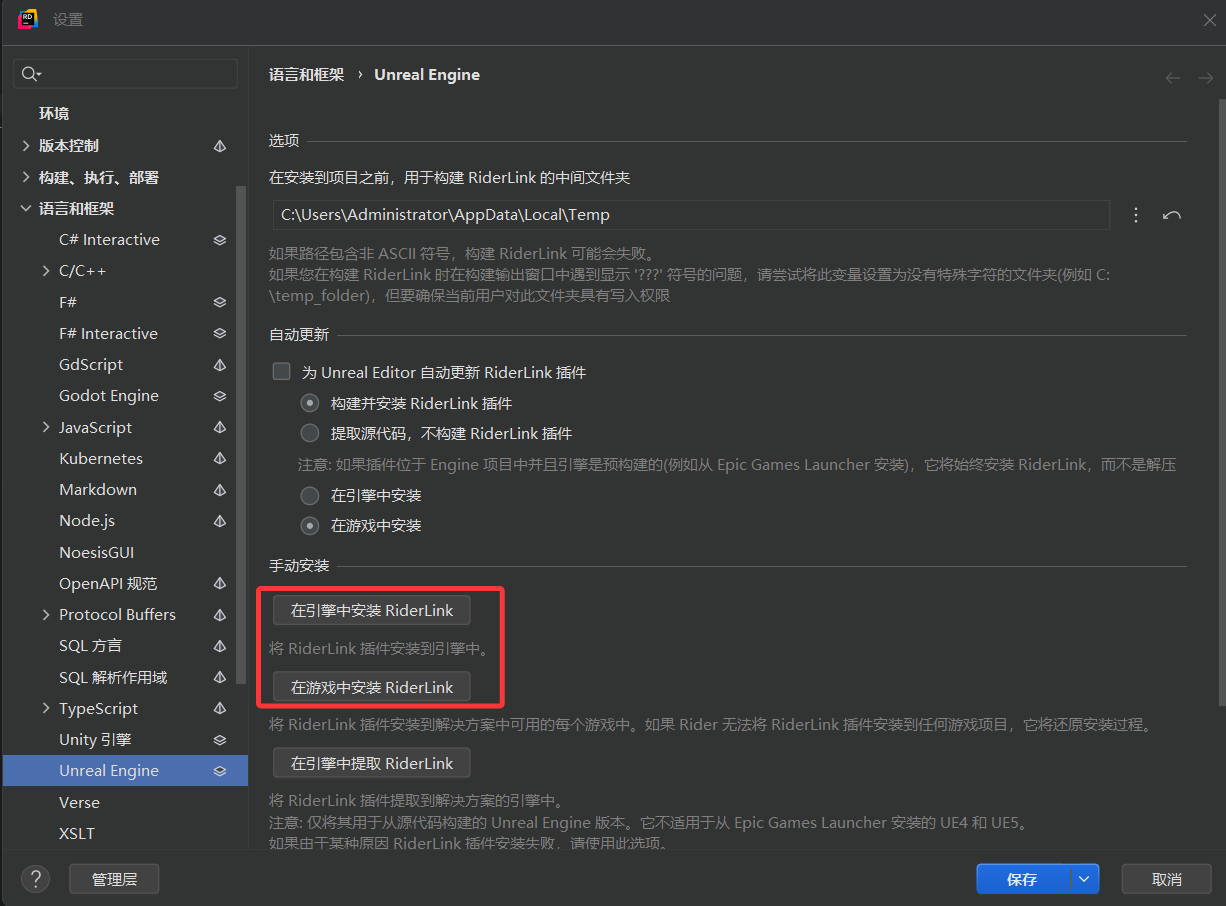 设置
环境
版本控制
构建、执行、部署
语言和框架
C# Interactive
C/C++
F#
F# Interactive
GdScript
Godot Engine
JavaScript
Kubernetes
Markdown
Node.js
NoesisGUI
OpenAPI 规范
Protocol Buffers
SQL 方言
SQL 解析作用域
TypeScript
Unity 引擎
Unreal Engine
Verse
XSLT
语言和框架 › Unreal Engine
选项
在安装到项目之前，用于构建 RiderLink 的中间文件夹
C:\Users\Administrator\AppData\Local\Temp
如果路径包含非 ASCII 符号，构建 RiderLink 可能会失败。
如果您在构建 RiderLink 时在构建输出窗口中遇到显示 '???' 符号的问题，请尝试将此变量设置为没有特殊字符的文件夹(例如 C:
\temp_folder)，但要确保当前用户对此文件夹具有写入权限
自动更新
为 Unreal Editor 自动更新 RiderLink 插件
构建并安装 RiderLink 插件
提取源代码，不构建 RiderLink 插件
注意: 如果插件位于 Engine 项目中并且引擎是预构建的(例如从 Epic Games Launcher 安装)，它将始终安装 RiderLink，而不是解压
在引擎中安装
在游戏中安装
手动安装
在引擎中安装 RiderLink
将 RiderLink 插件安装到引擎中。
在游戏中安装 RiderLink
将 RiderLink 插件安装到解决方案中可用的每个游戏中。如果 Rider 无法将 RiderLink 插件安装到任何游戏项目，它将还原安装过程。
在引擎中提取 RiderLink
将 RiderLink 插件提取到解决方案的引擎中。
注意: 仅将其用于从源代码构建的 Unreal Engine 版本。它不适用于从 Epic Games Launcher 安装的 UE4 和 UE5。
如果由于某种原因 RiderLink 插件安装失败，请使用此选项。
?
管理层
保存
取消